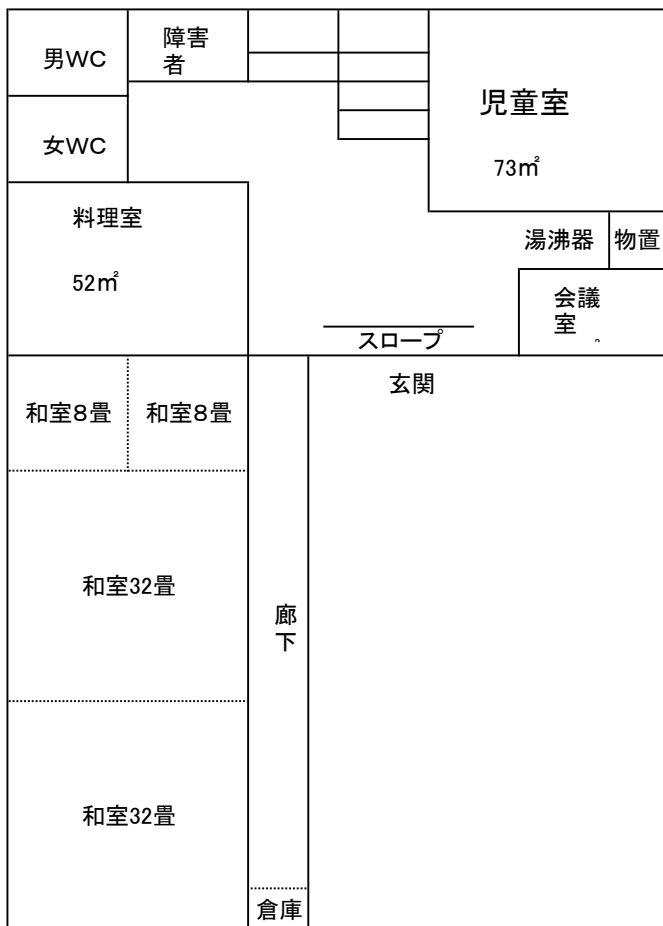 男WC
障害
者
児童室
73㎡
女WC
料理室
52㎡
湯沸器
物置
会議
室
。
スロープ
玄関
和室８畳
和室８畳
和室32畳
廊
下
和室32畳
倉庫